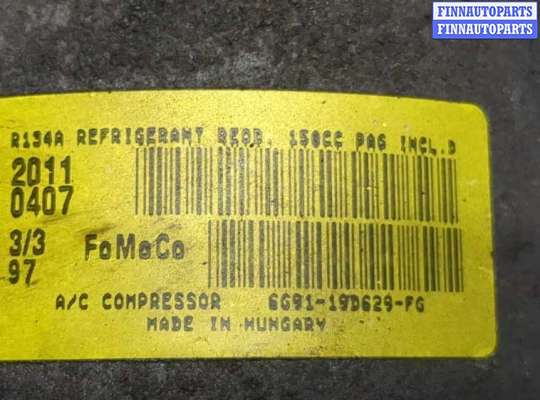 FINNAUTOPARTS
FINNAUTOPARTS
R134A REFRIGERANT REQD. 150CC PAG INCL.D
2011
0407
3/3
97
FoMoCo
A/C COMPRESSOR 6G91-19D629-FG
MADE IN HUNGARY